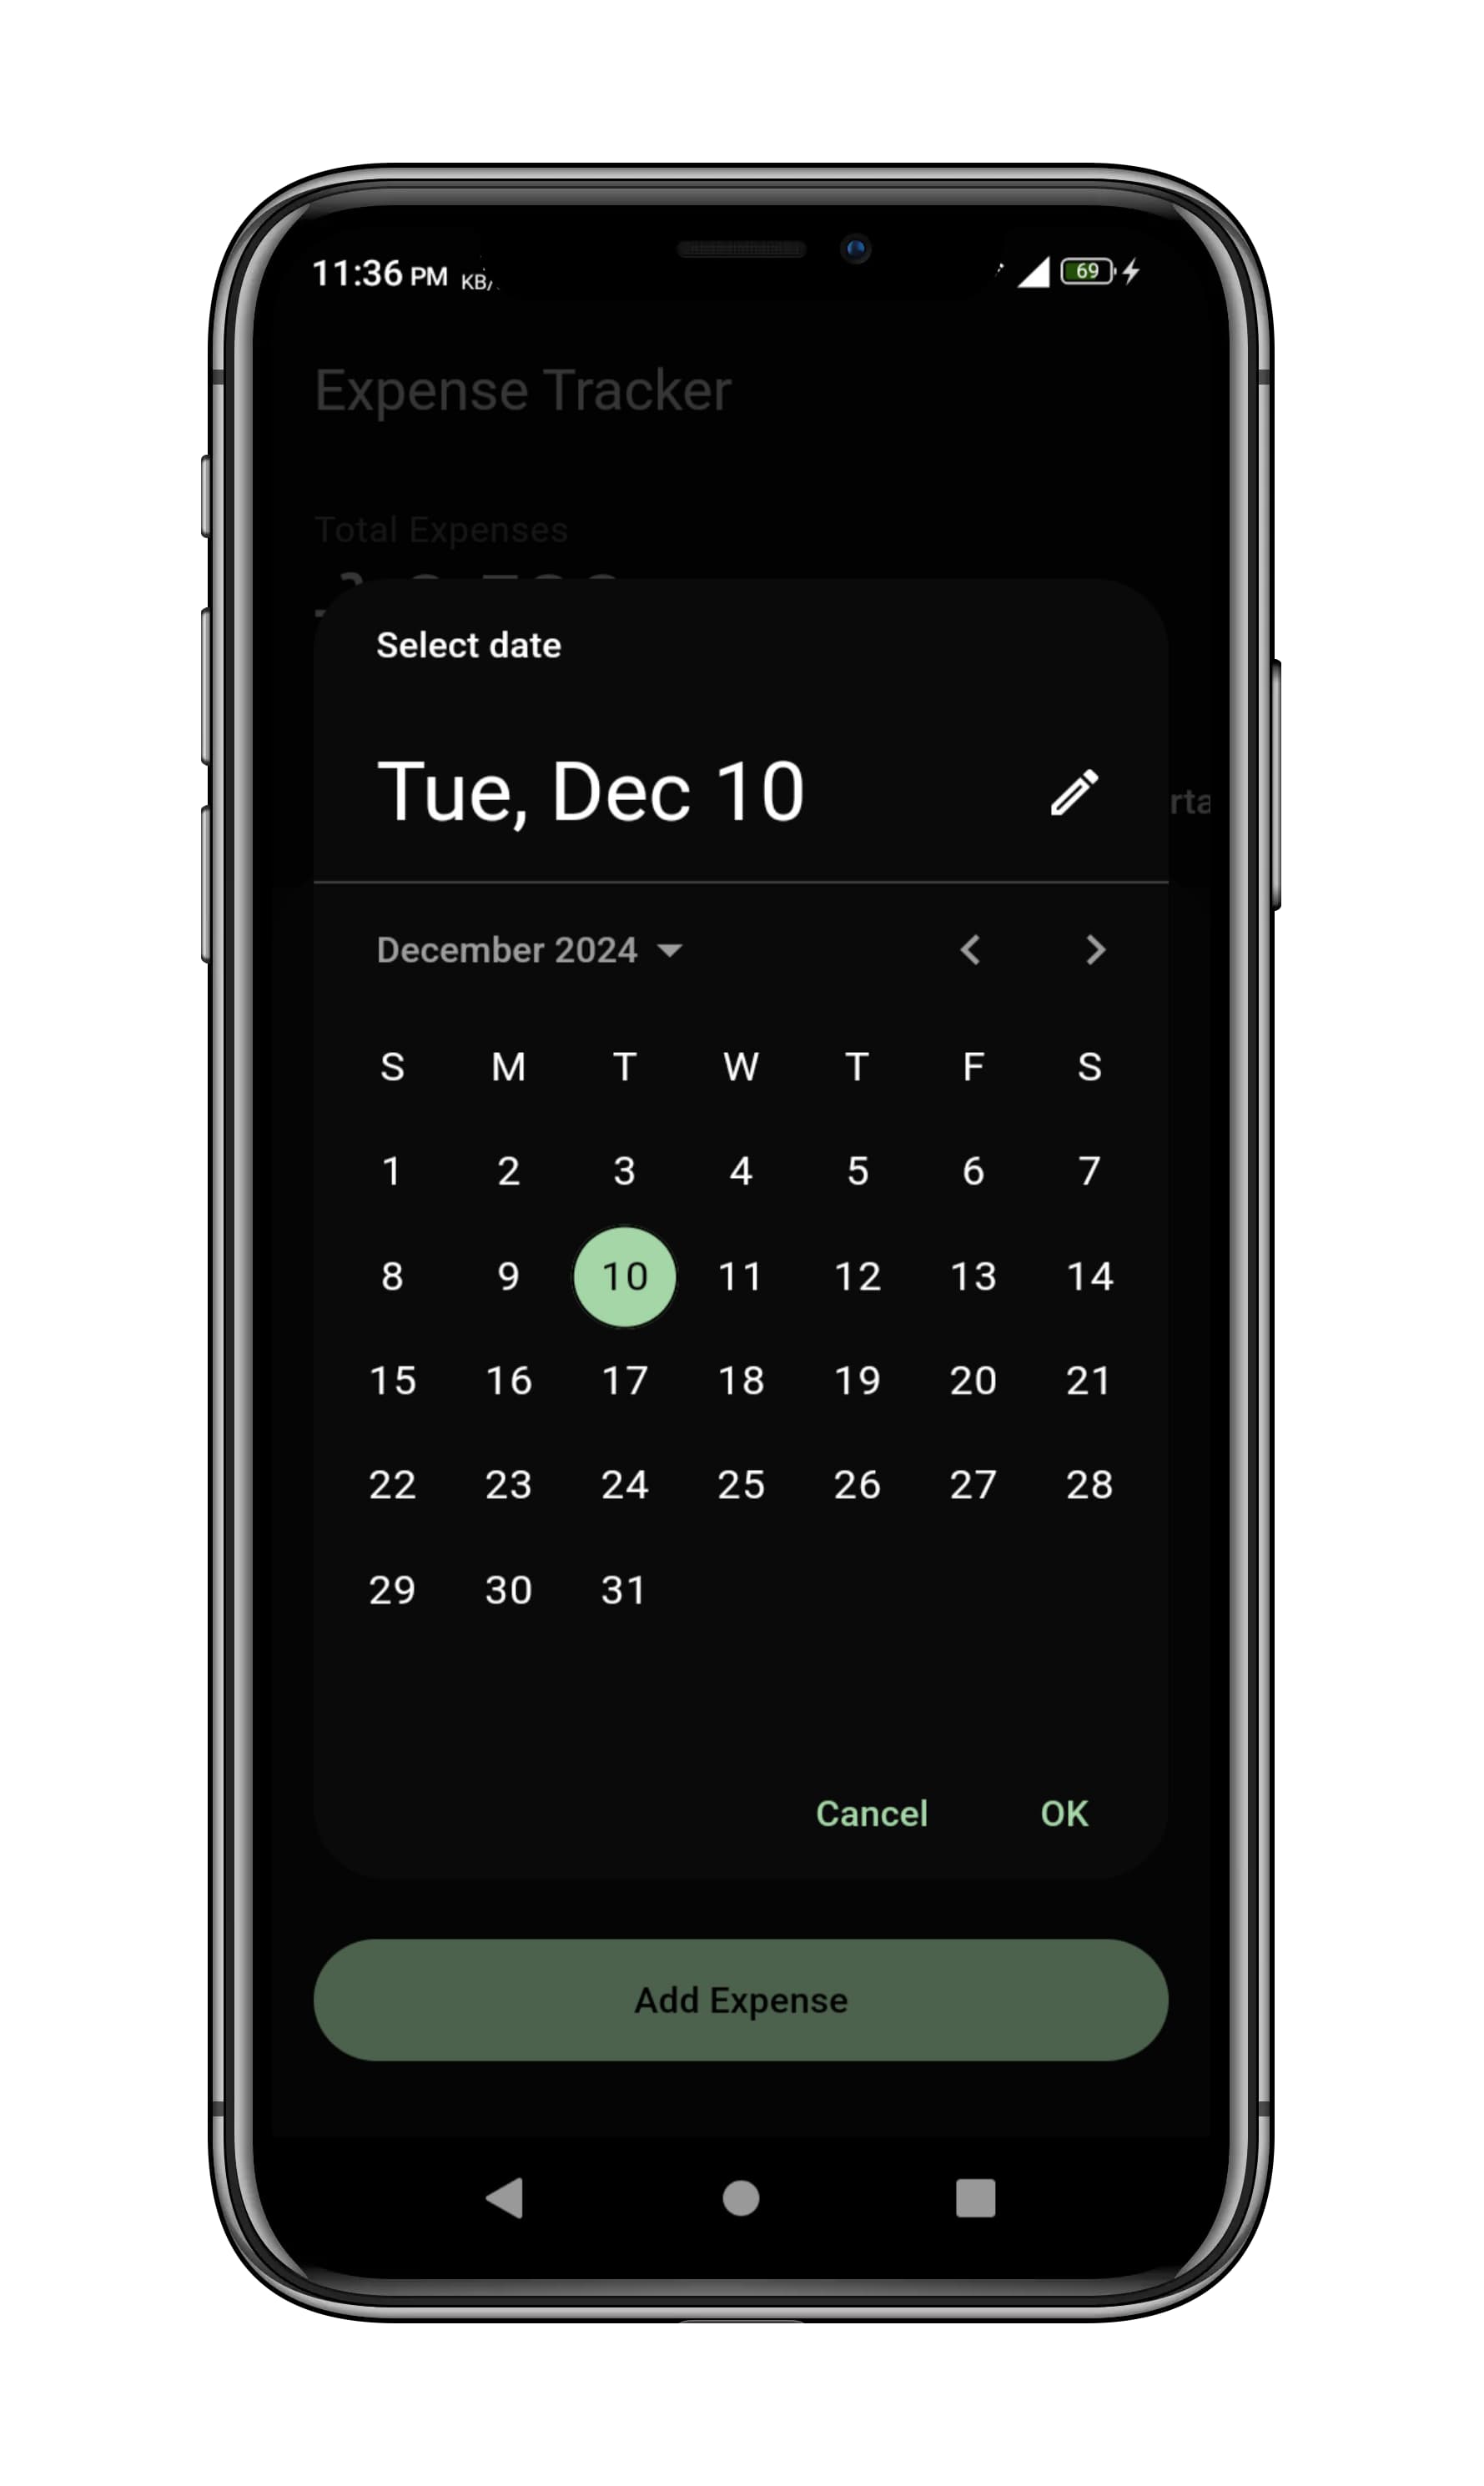 11:36 PM KB/
69
Expense Tracker
Total Expenses
Select date
Tue, Dec 10
December 2024
S M T W T F S
1 2 3 4 5 6 7
8 9 10 11 12 13 14
15 16 17 18 19 20 21
22 23 24 25 26 27 28
29 30 31
Cancel OK
Add Expense